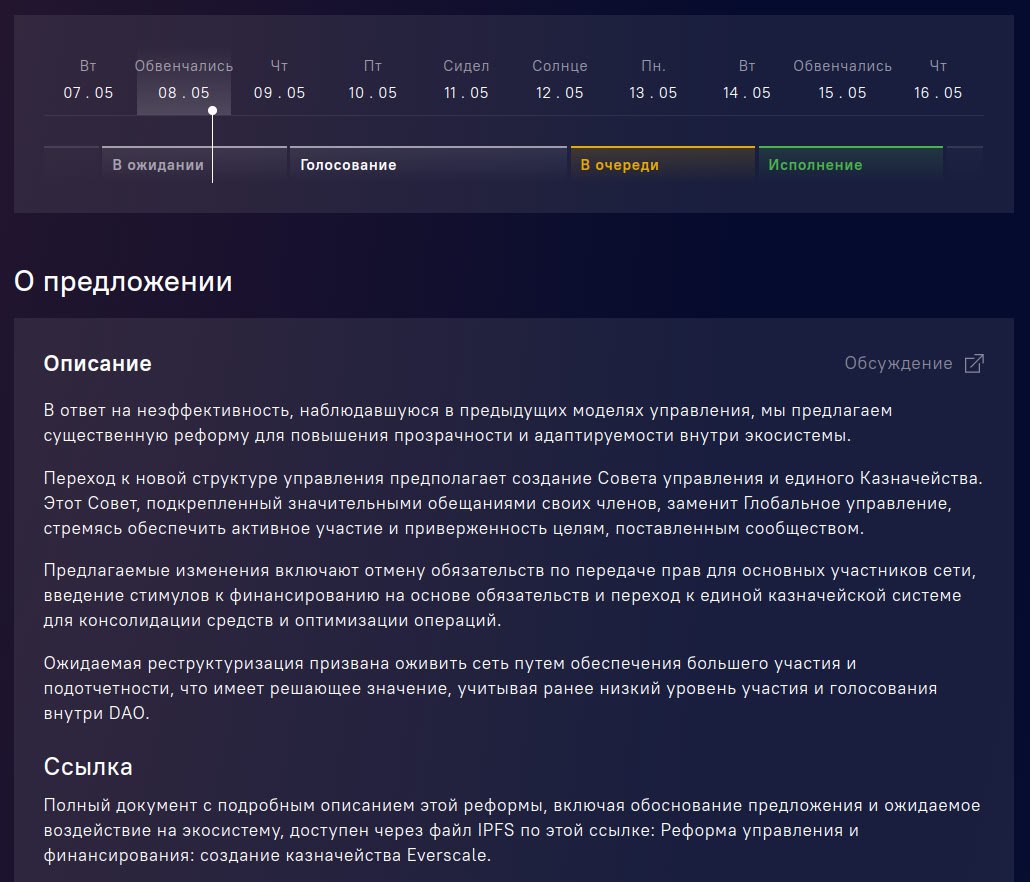 Вт Обвенчались Чт Пт Сидел Солнце Пн. Вт Обвенчались Чт
07 . 05 08 . 05 09 . 05 10 . 05 11 . 05 12 . 05 13 . 05 14 . 05 15 . 05 16 . 05
В ожидании Голосование В очереди Исполнение
О предложении
Описание Обсуждение
В ответ на неэффективность, наблюдавшуюся в предыдущих моделях управления, мы предлагаем
существенную реформу для повышения прозрачности и адаптируемости внутри экосистемы.
Переход к новой структуре управления предполагает создание Совета управления и единого Казначейства.
Этот Совет, подкрепленный значительными обещаниями своих членов, заменит Глобальное управление,
стремясь обеспечить активное участие и приверженность целям, поставленным сообществом.
Предлагаемые изменения включают отмену обязательств по передаче прав для основных участников сети,
введение стимулов к финансированию на основе обязательств и переход к единой казначейской системе
для консолидации средств и оптимизации операций.
Ожидаемая реструктуризация призвана оживить сеть путем обеспечения большего участия и
подотчетности, что имеет решающее значение, учитывая ранее низкий уровень участия и голосования
внутри DAO.
Ссылка
Полный документ с подробным описанием этой реформы, включая обоснование предложения и ожидаемое
воздействие на экосистему, доступен через файл IPFS по этой ссылке: Реформа управления и
финансирования: создание казначейства Everscale.